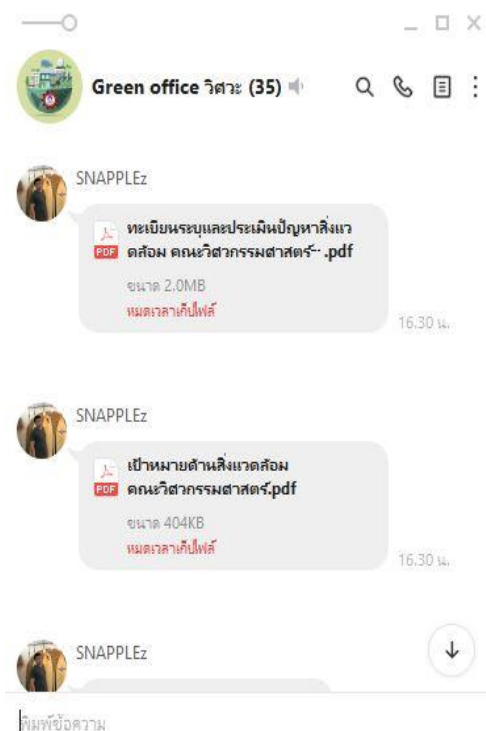 Green office วิศวะ (35)
SNAPPLEz
ทะเบียนระบุและประเมินปัญหาสิ่งแว
ดล้อม คณะวิศวกรรมศาสตร์··· .pdf
PDF
ขนาด 2.0MB
หมดเวลาเก็บไฟล์
16.30 น.
SNAPPLEz
เป้าหมายด้านสิ่งแวดล้อม
คณะวิศวกรรมศาสตร์.pdf
PDF
ขนาด 404KB
หมดเวลาเก็บไฟล์
16.30 น.
SNAPPLEz
พิมพ์ข้อความ